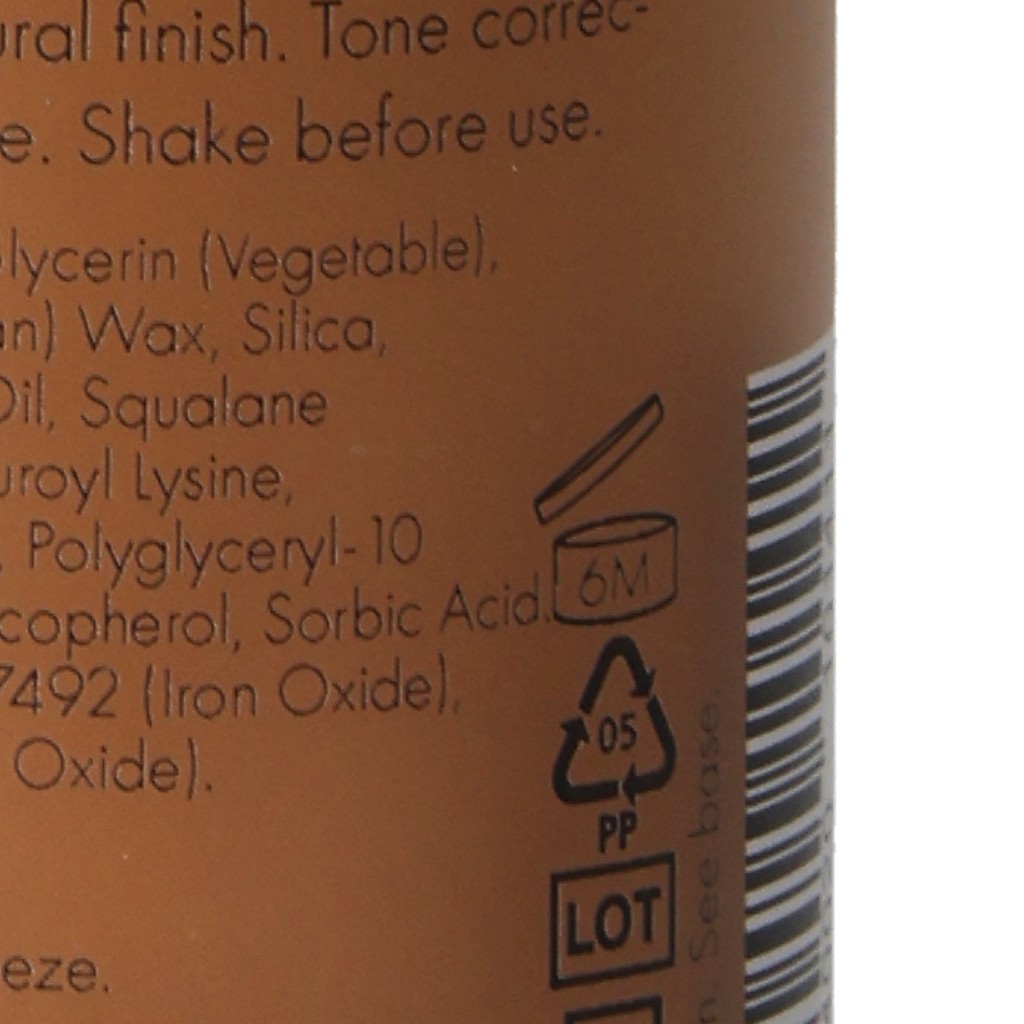 ural finish. Tone correc-
e. Shake before use.
lycerin (Vegetable),
an) Wax, Silica,
Oil, Squalane
uroyl Lysine,
, Polyglyceryl-10
copherol, Sorbic Acid.
7492 (Iron Oxide),
Oxide).
eeze.
6M
05
PP
LOT
n. See base.